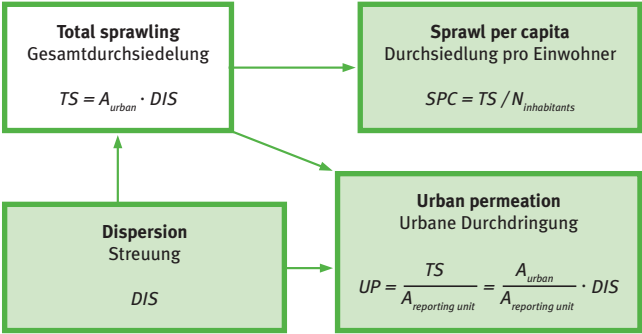 Total sprawling
Gesamtdurchsiedelung
TS = A_urban · DIS
Sprawl per capita
Durchsiedlung pro Einwohner
SPC = TS / N_inhabitants
Dispersion
Streuung
DIS
Urban permeation
Urbane Durchdringung
UP = TS / A_reporting unit = A_urban / A_reporting unit · DIS